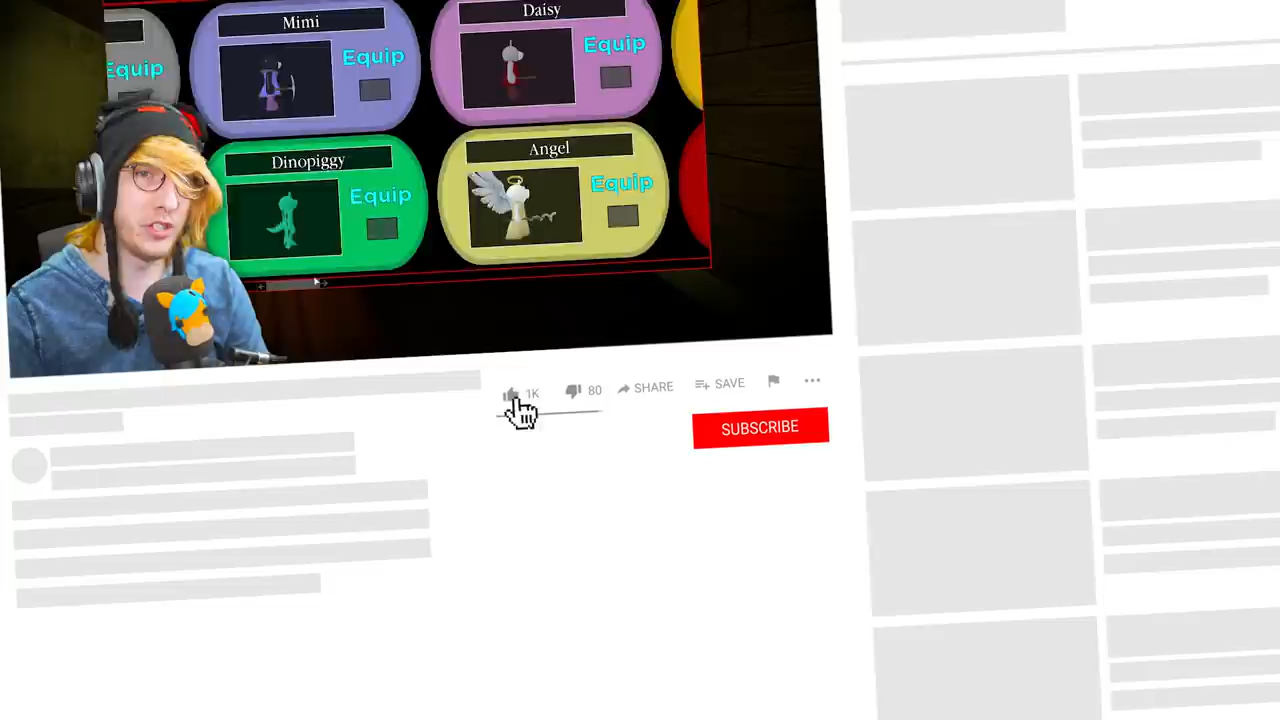 Mimi
Daisy
Equip
Equip
Equip
Dinopiggy
Angel
Equip
Equip
1K
80
SHARE
SAVE
SUBSCRIBE